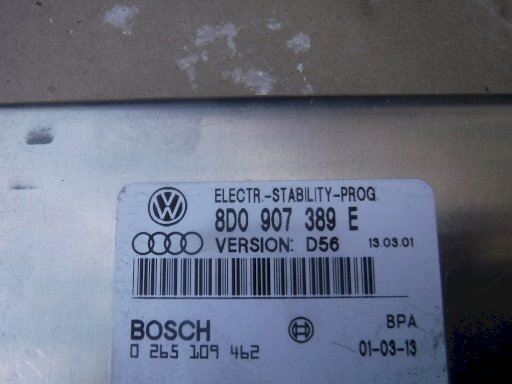 ELECTR.-STABILITY-PROG.
8D0 907 389 E
VERSION: D56 13.03.01
BOSCH BPA
0 265 109 462 01-03-13